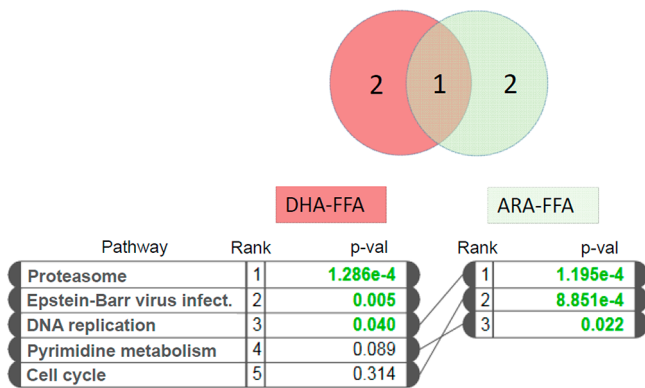 2 1 2
DHA-FFA ARA-FFA
Pathway Rank p-val Rank p-val
Proteasome 1 1.286e-4 1 1.195e-4
Epstein-Barr virus infect. 2 0.005 2 8.851e-4
DNA replication 3 0.040 3 0.022
Pyrimidine metabolism 4 0.089
Cell cycle 5 0.314